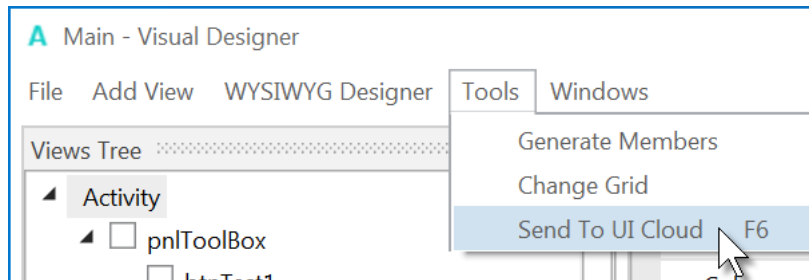 A Main - Visual Designer
File Add View WYSIWYG Designer Tools Windows
Views Tree
Generate Members
Activity
Change Grid
pnlToolBox
Send To UI Cloud F6
btnTest1